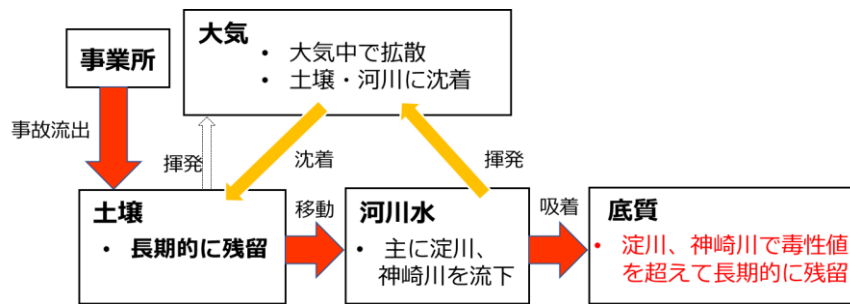 大気
• 大気中で拡散
• 土壌・河川に沈着
事業所
事故流出
揮発
沈着
揮発
土壌
• 長期的に残留
移動
河川水
• 主に淀川、
神崎川を流下
吸着
底質
• 淀川、神崎川で毒性値
を超えて長期的に残留